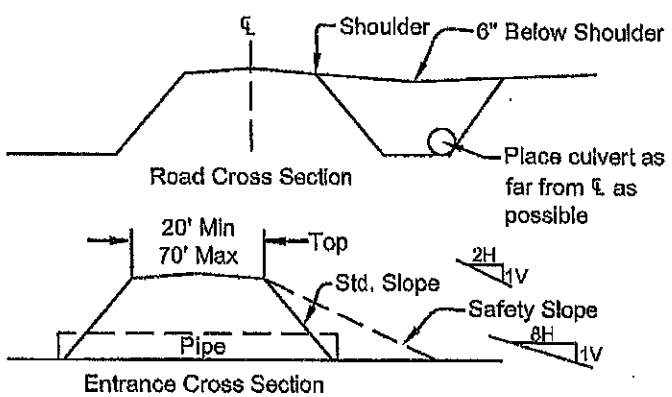 ℄
Shoulder
6" Below Shoulder
Place culvert as
far from ℄ as
possible
Road Cross Section
20' Min
70' Max
Top
2H
1V
Std. Slope
Safety Slope
8H
1V
Pipe
Entrance Cross Section